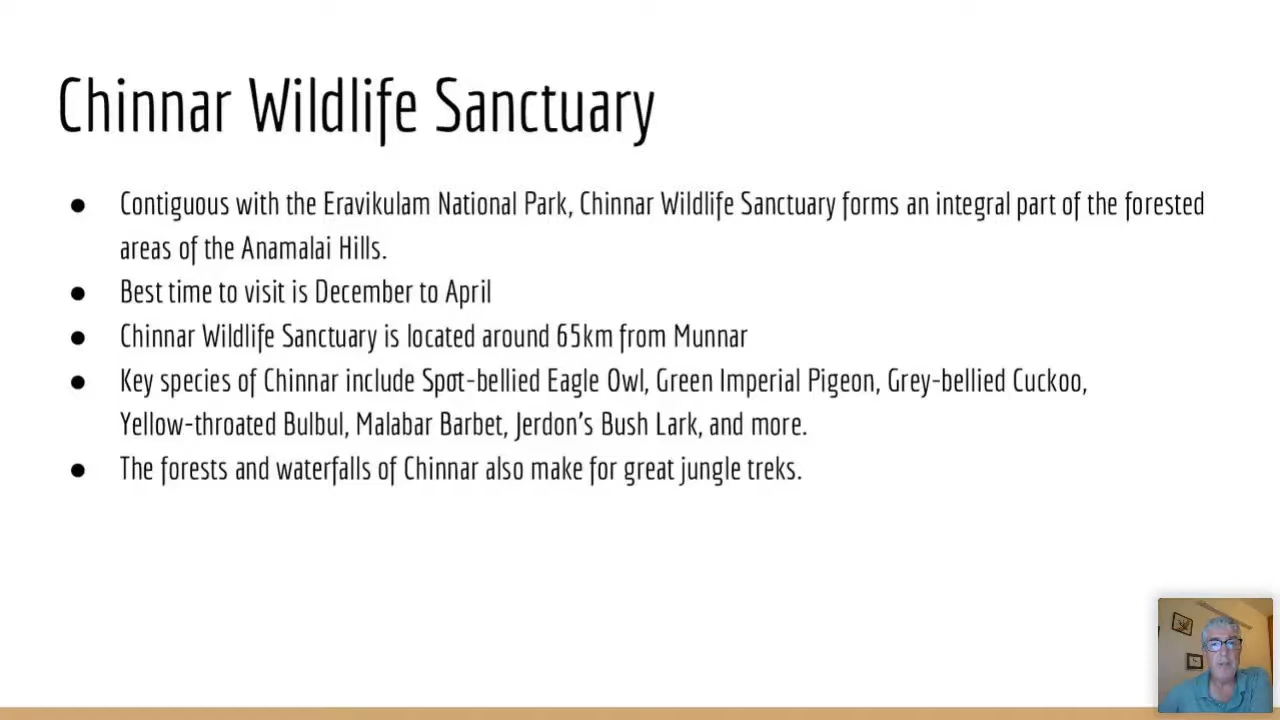 Chinnar Wildlife Sanctuary
● Contiguous with the Eravikulam National Park, Chinnar Wildlife Sanctuary forms an integral part of the forested
areas of the Anamalai Hills.
● Best time to visit is December to April
● Chinnar Wildlife Sanctuary is located around 65km from Munnar
● Key species of Chinnar include Spot-bellied Eagle Owl, Green Imperial Pigeon, Grey-bellied Cuckoo,
Yellow-throated Bulbul, Malabar Barbet, Jerdon's Bush Lark, and more.
● The forests and waterfalls of Chinnar also make for great jungle treks.